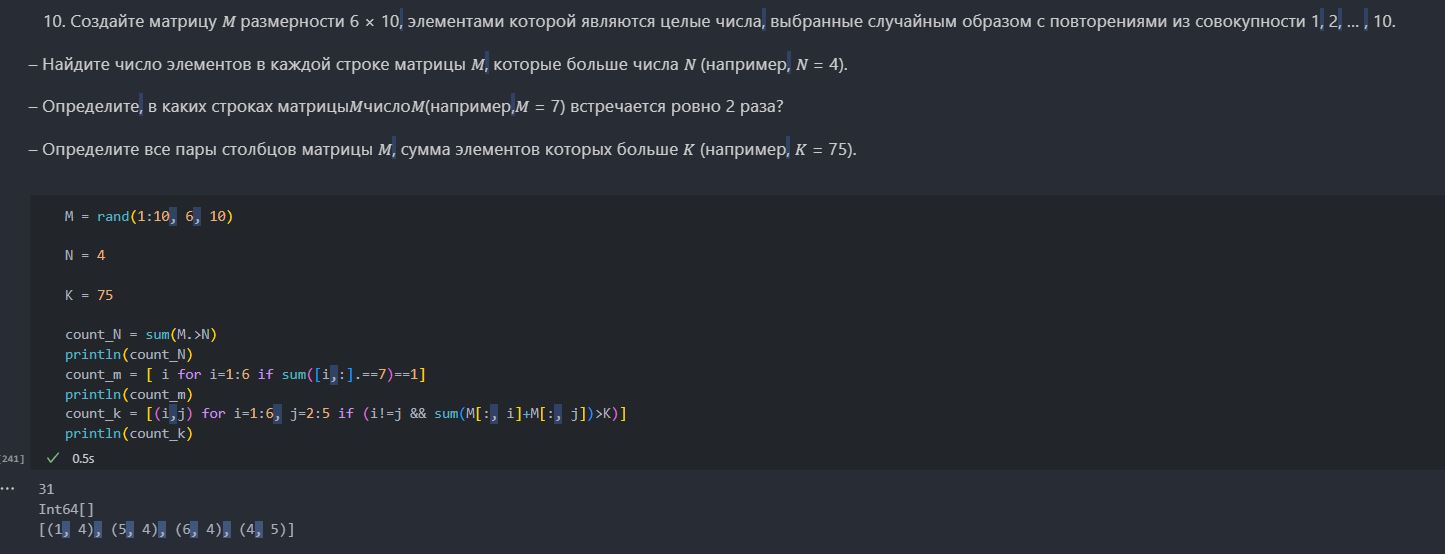 10. Создайте матрицу M размерности 6 × 10, элементами которой являются целые числа, выбранные случайным образом с повторениями из совокупности 1, 2, ... , 10.
– Найдите число элементов в каждой строке матрицы M, которые больше числа N (например, N = 4).
– Определите, в каких строках матрицыMчислоM(например,M = 7) встречается ровно 2 раза?
– Определите все пары столбцов матрицы M, сумма элементов которых больше K (например, K = 75).
M = rand(1:10, 6, 10)
N = 4
K = 75
count_N = sum(M.>N)
println(count_N)
count_m = [ i for i=1:6 if sum([i,:].==7)==1]
println(count_m)
count_k = [(i,j) for i=1:6, j=2:5 if (i!=j && sum(M[:, i]+M[:, j])>K)]
println(count_k)
[241] ✓ 0.5s
... 31
Int64[]
[(1, 4), (5, 4), (6, 4), (4, 5)]